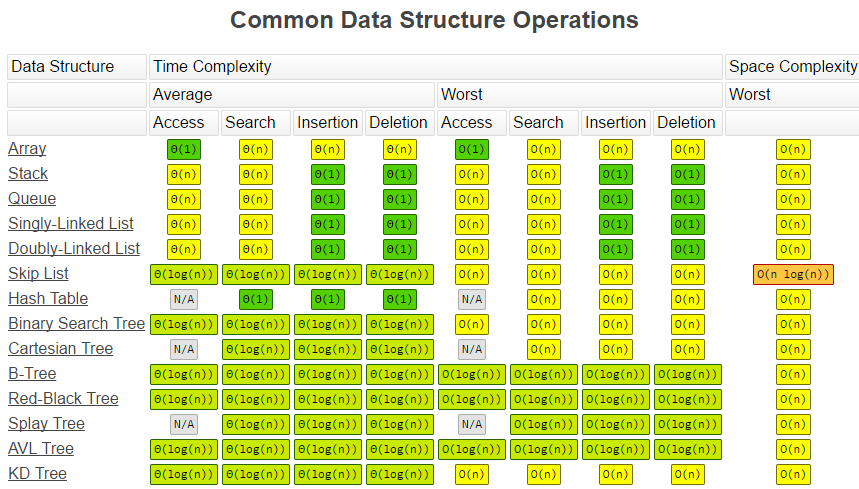 Common Data Structure Operations
Data Structure Time Complexity Space Complexity
Average Worst Worst
Access Search Insertion Deletion Access Search Insertion Deletion
Array Θ(1) Θ(n) Θ(n) Θ(n) O(1) O(n) O(n) O(n) O(n)
Stack Θ(n) Θ(n) Θ(1) Θ(1) O(n) O(n) O(1) O(1) O(n)
Queue Θ(n) Θ(n) Θ(1) Θ(1) O(n) O(n) O(1) O(1) O(n)
Singly-Linked List Θ(n) Θ(n) Θ(1) Θ(1) O(n) O(n) O(1) O(1) O(n)
Doubly-Linked List Θ(n) Θ(n) Θ(1) Θ(1) O(n) O(n) O(1) O(1) O(n)
Skip List Θ(log(n)) Θ(log(n)) Θ(log(n)) Θ(log(n)) O(n) O(n) O(n) O(n) O(n log(n))
Hash Table N/A Θ(1) Θ(1) Θ(1) N/A O(n) O(n) O(n) O(n)
Binary Search Tree Θ(log(n)) Θ(log(n)) Θ(log(n)) Θ(log(n)) O(n) O(n) O(n) O(n) O(n)
Cartesian Tree N/A Θ(log(n)) Θ(log(n)) Θ(log(n)) N/A O(n) O(n) O(n) O(n)
B-Tree Θ(log(n)) Θ(log(n)) Θ(log(n)) Θ(log(n)) O(log(n)) O(log(n)) O(log(n)) O(log(n)) O(n)
Red-Black Tree Θ(log(n)) Θ(log(n)) Θ(log(n)) Θ(log(n)) O(log(n)) O(log(n)) O(log(n)) O(log(n)) O(n)
Splay Tree N/A Θ(log(n)) Θ(log(n)) Θ(log(n)) N/A O(log(n)) O(log(n)) O(log(n)) O(n)
AVL Tree Θ(log(n)) Θ(log(n)) Θ(log(n)) Θ(log(n)) O(log(n)) O(log(n)) O(log(n)) O(log(n)) O(n)
KD Tree Θ(log(n)) Θ(log(n)) Θ(log(n)) Θ(log(n)) O(n) O(n) O(n) O(n) O(n)